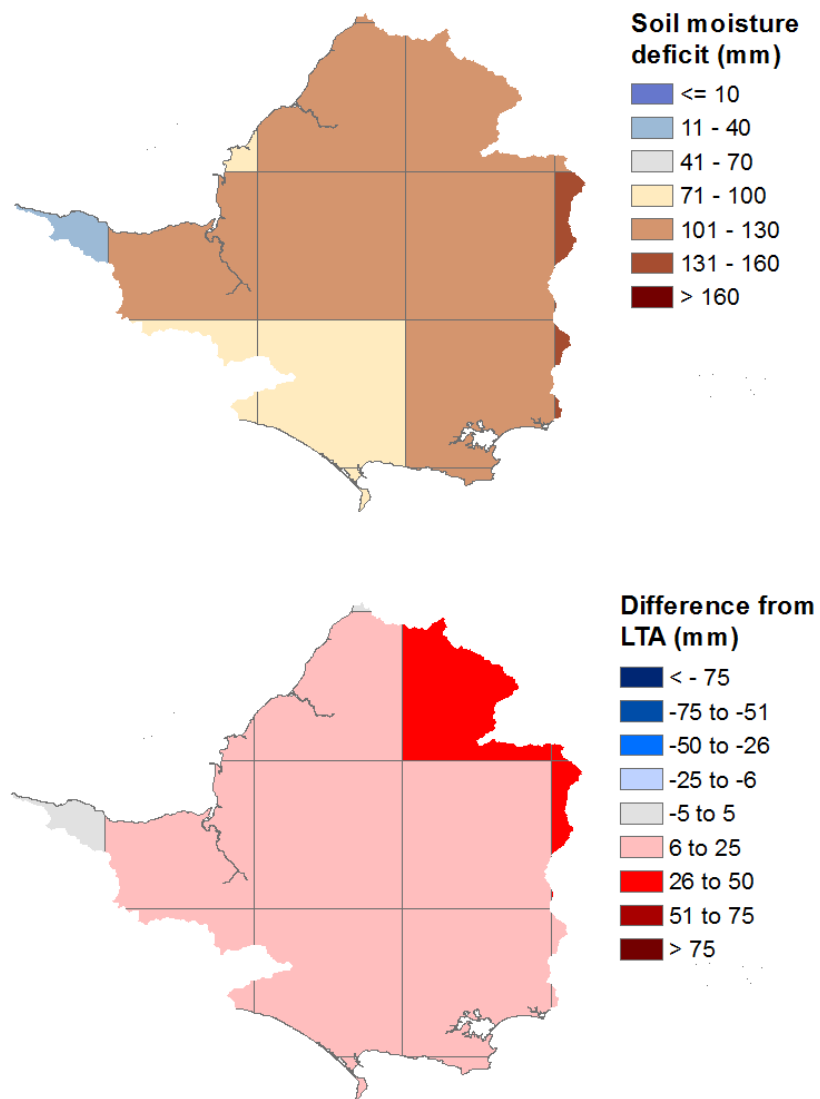 Soil moisture
deficit (mm)
<= 10
11 - 40
41 - 70
71 - 100
101 - 130
131 - 160
> 160
Difference from
LTA (mm)
< - 75
-75 to -51
-50 to -26
-25 to -6
-5 to 5
6 to 25
26 to 50
51 to 75
> 75